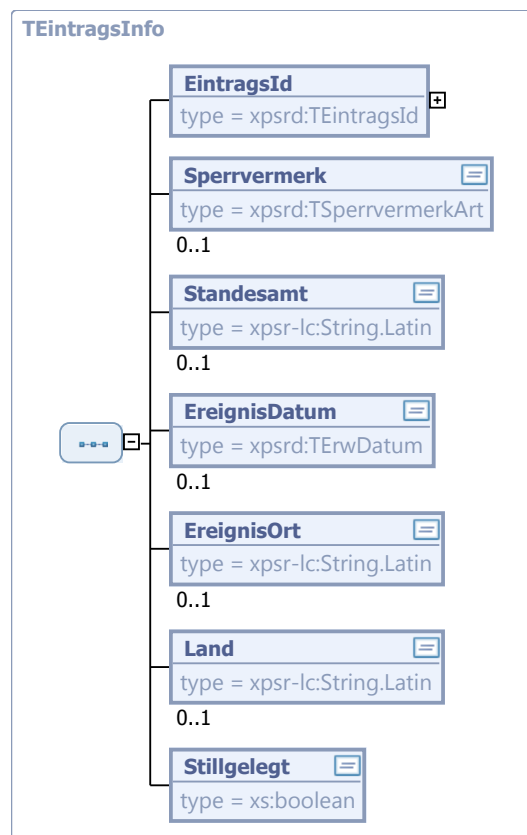 TEintragsInfo
EintragsId
type = xpsrd:TEintragsId
Sperrvermerk
type = xpsrd:TSperrvermerkArt
0..1
Standesamt
type = xpsr-lc:String.Latin
0..1
EreignisDatum
type = xpsrd:TErwDatum
0..1
EreignisOrt
type = xpsr-lc:String.Latin
0..1
Land
type = xpsr-lc:String.Latin
0..1
Stillgelegt
type = xs:boolean